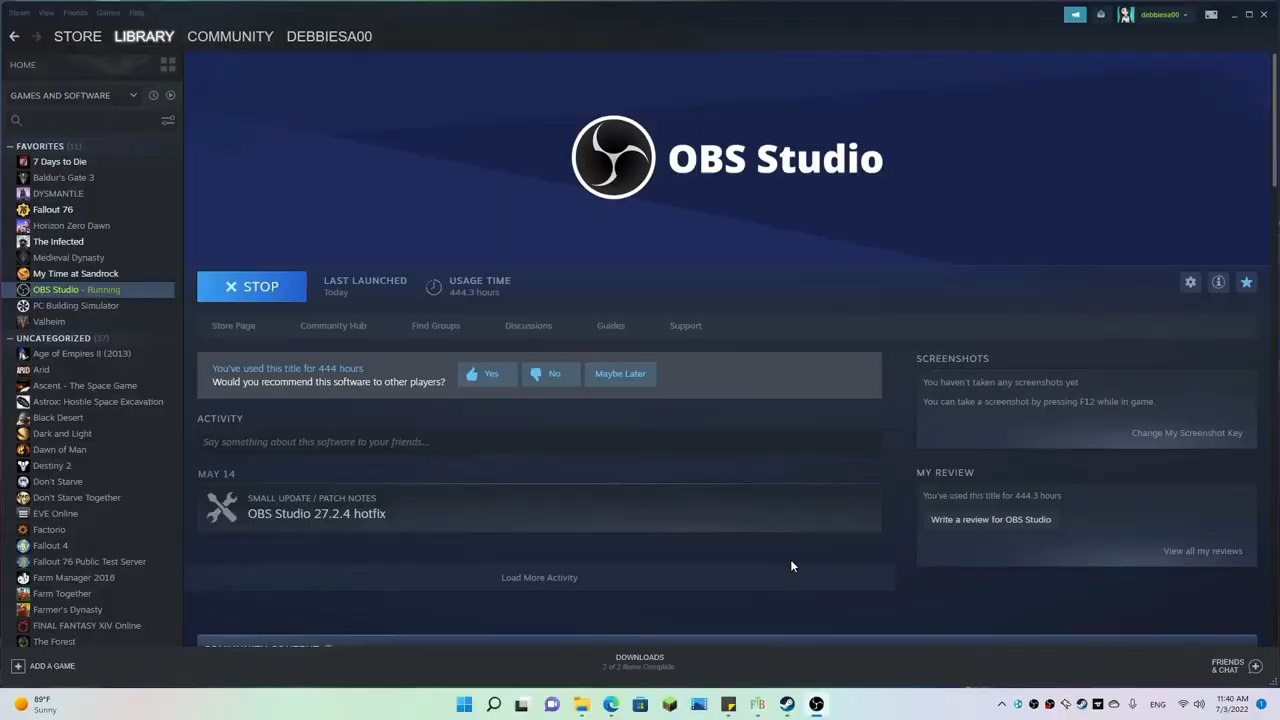 Steam View Friends Games Help
debbiesa00
STORE LIBRARY COMMUNITY DEBBIESA00
HOME
GAMES AND SOFTWARE
FAVORITES (11)
7 Days to Die
Baldur's Gate 3
DYSMANTLE
Fallout 76
Horizon Zero Dawn
The Infected
Medieval Dynasty
My Time at Sandrock
OBS Studio - Running
PC Building Simulator
Valheim
UNCATEGORIZED (37)
Age of Empires II (2013)
Arid
Ascent - The Space Game
Astrox: Hostile Space Excavation
Black Desert
Dark and Light
Dawn of Man
Destiny 2
Don't Starve
Don't Starve Together
EVE Online
Factorio
Fallout 4
Fallout 76 Public Test Server
Farm Manager 2018
Farm Together
Farmer's Dynasty
FINAL FANTASY XIV Online
The Forest
OBS Studio
STOP
LAST LAUNCHED
Today
USAGE TIME
444.3 hours
Store Page Community Hub Find Groups Discussions Guides Support
You've used this title for 444 hours
Would you recommend this software to other players?
Yes No Maybe Later
ACTIVITY
Say something about this software to your friends...
MAY 14
SMALL UPDATE / PATCH NOTES
OBS Studio 27.2.4 hotfix
Load More Activity
SCREENSHOTS
You haven't taken any screenshots yet
You can take a screenshot by pressing F12 while in game.
Change My Screenshot Key
MY REVIEW
You've used this title for 444.3 hours
Write a review for OBS Studio
View all my reviews
ADD A GAME
DOWNLOADS
2 of 2 Items Complete
FRIENDS
& CHAT
89°F
Sunny
ENG
11:40 AM
7/3/2022